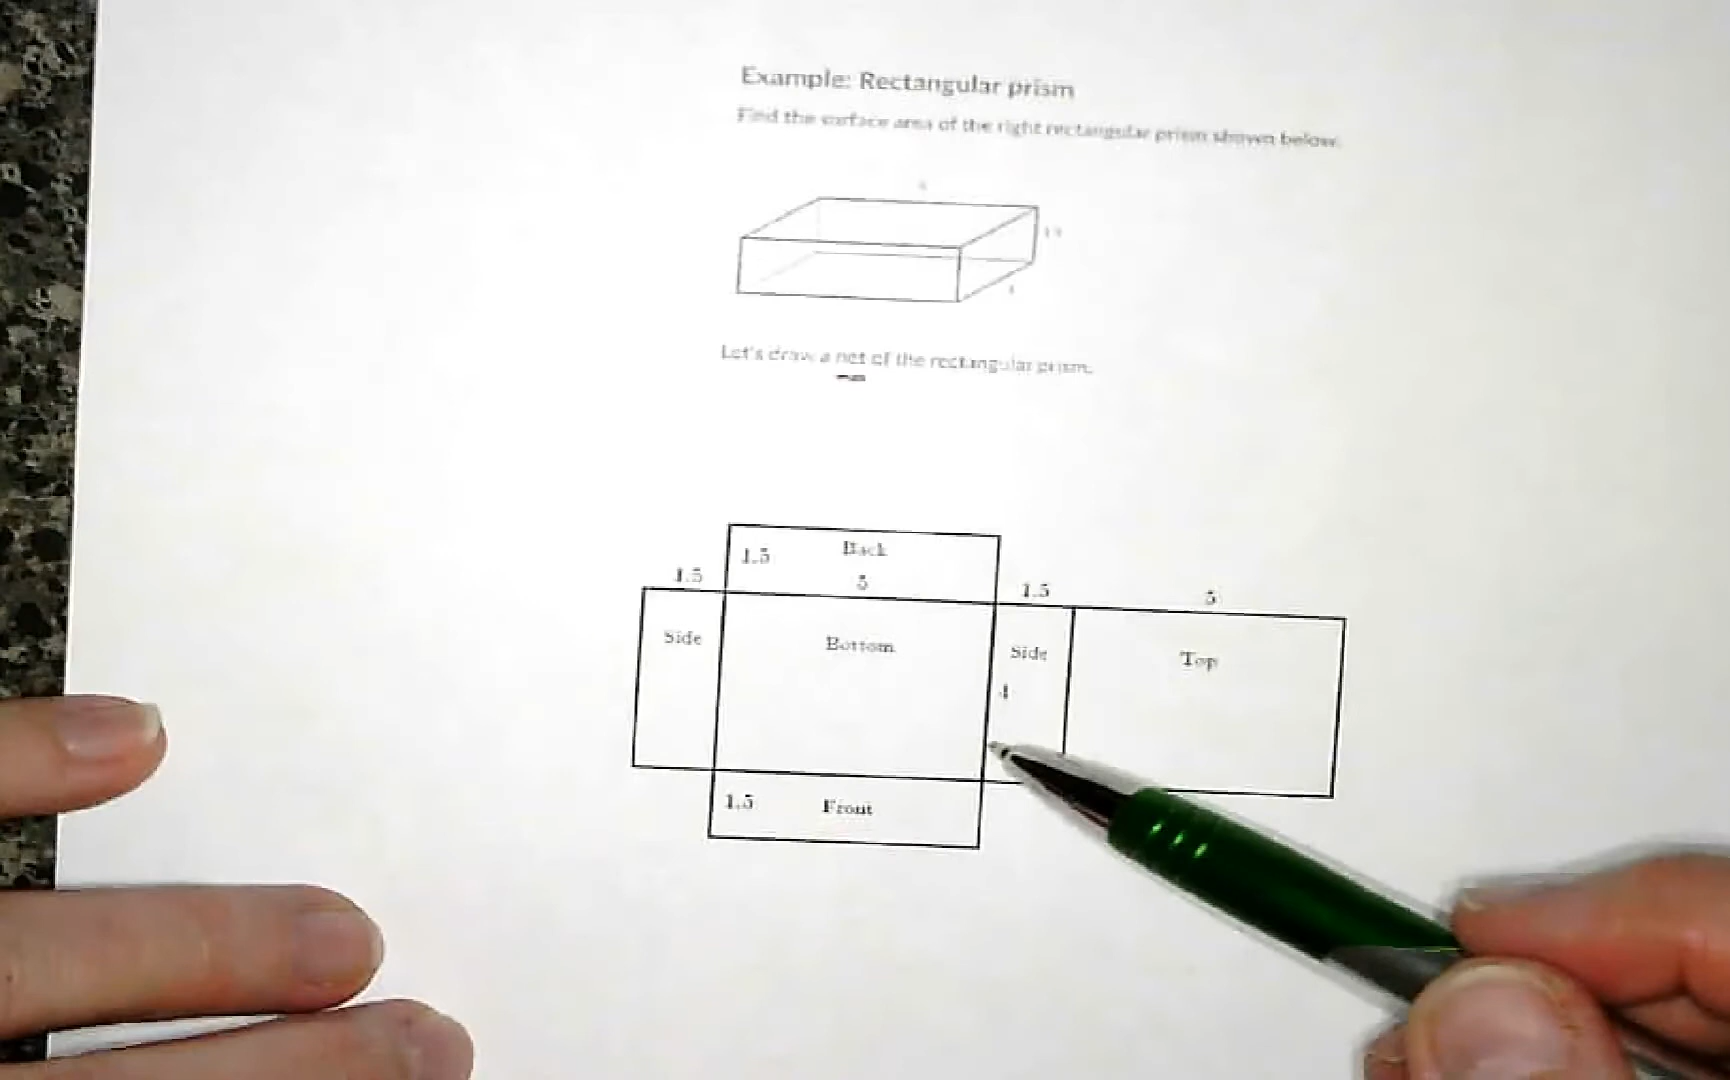 Example: Rectangular prism
Find the surface area of the right rectangular prism shown below.
Let's draw a net of the rectangular prism.
1.5 Back
1.5 5 1.5 5
Side Bottom Side Top
4
1.5 Front